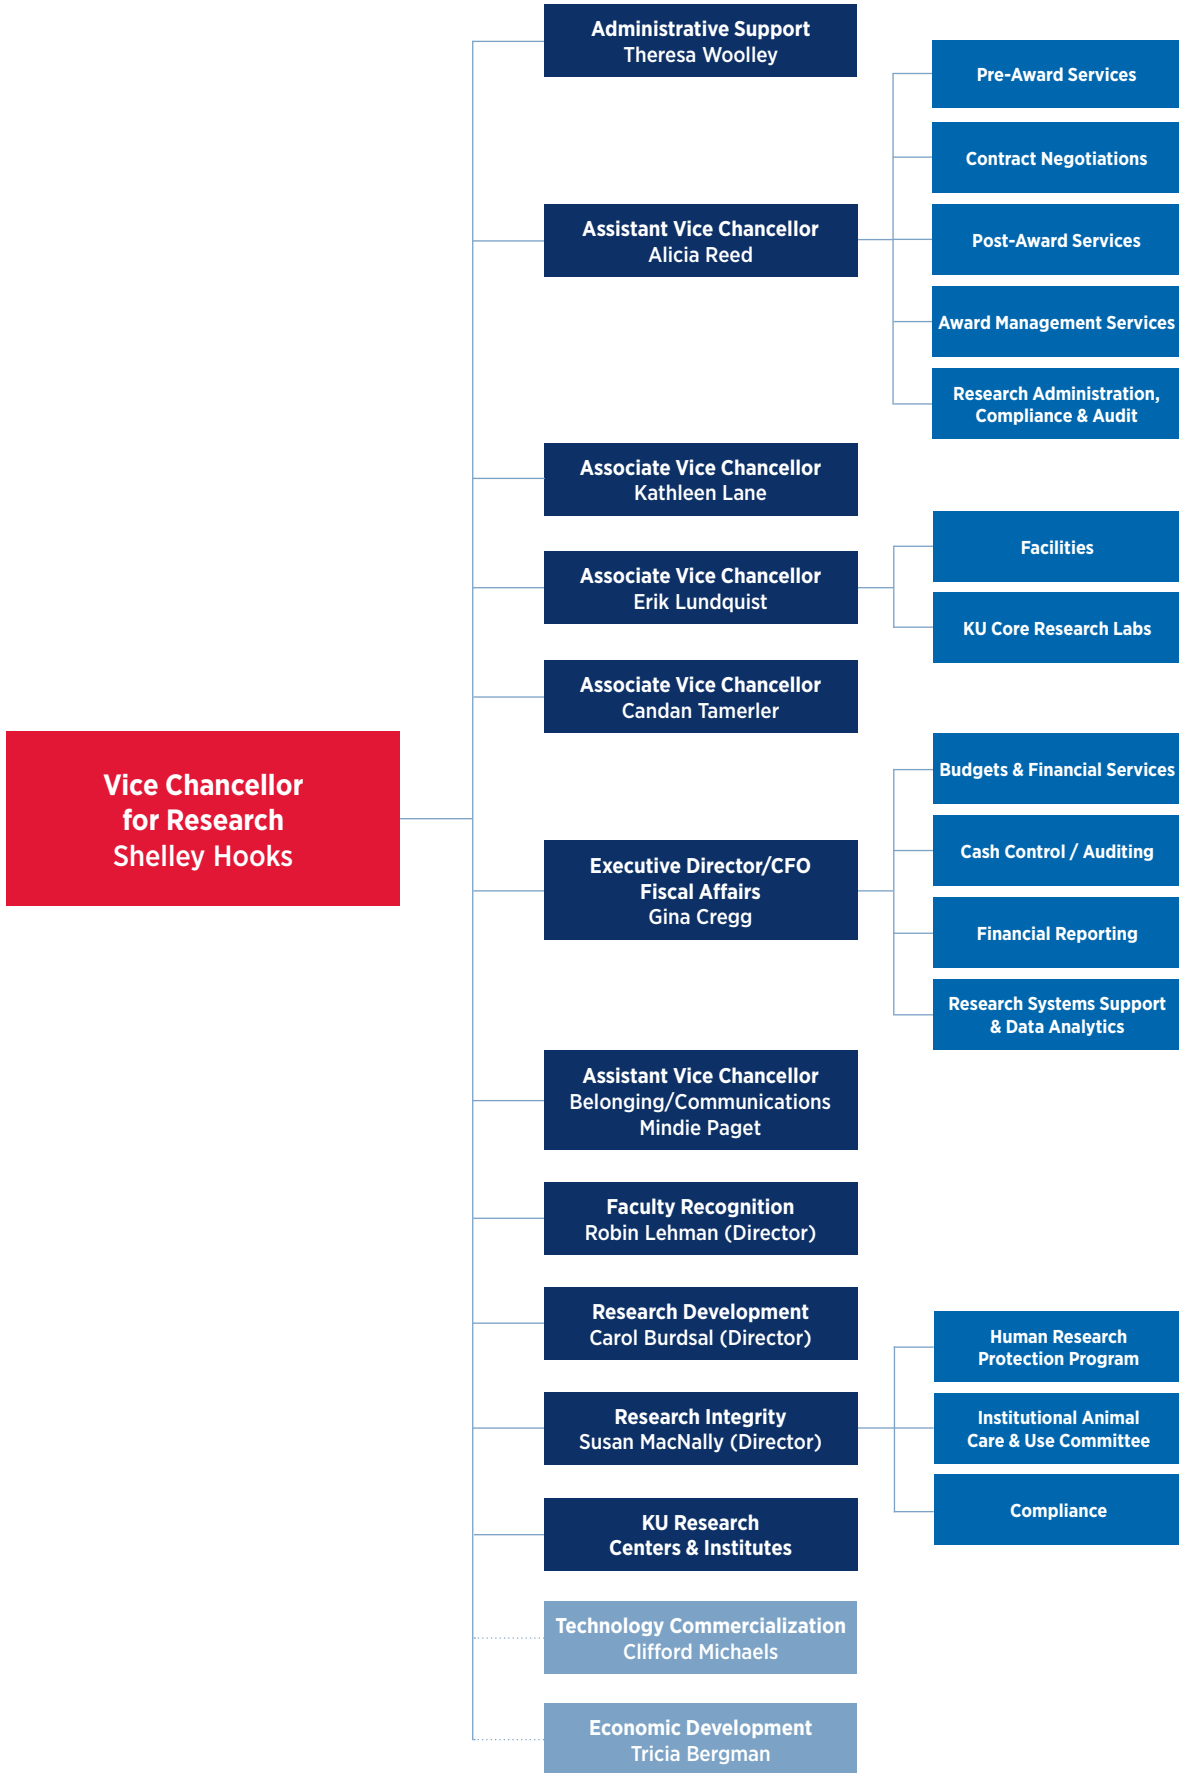 Administrative Support
Theresa Woolley
Pre-Award Services
Contract Negotiations
Assistant Vice Chancellor
Alicia Reed
Post-Award Services
Award Management Services
Research Administration,
Compliance & Audit
Associate Vice Chancellor
Kathleen Lane
Facilities
Associate Vice Chancellor
Erik Lundquist
KU Core Research Labs
Associate Vice Chancellor
Candan Tamerler
Vice Chancellor
for Research
Shelley Hooks
Budgets & Financial Services
Cash Control / Auditing
Executive Director/CFO
Fiscal Affairs
Gina Cregg
Financial Reporting
Research Systems Support
& Data Analytics
Assistant Vice Chancellor
Belonging/Communications
Mindie Paget
Faculty Recognition
Robin Lehman (Director)
Research Development
Carol Burdsal (Director)
Human Research
Protection Program
Research Integrity
Susan MacNally (Director)
Institutional Animal
Care & Use Committee
Compliance
KU Research
Centers & Institutes
Technology Commercialization
Clifford Michaels
Economic Development
Tricia Bergman